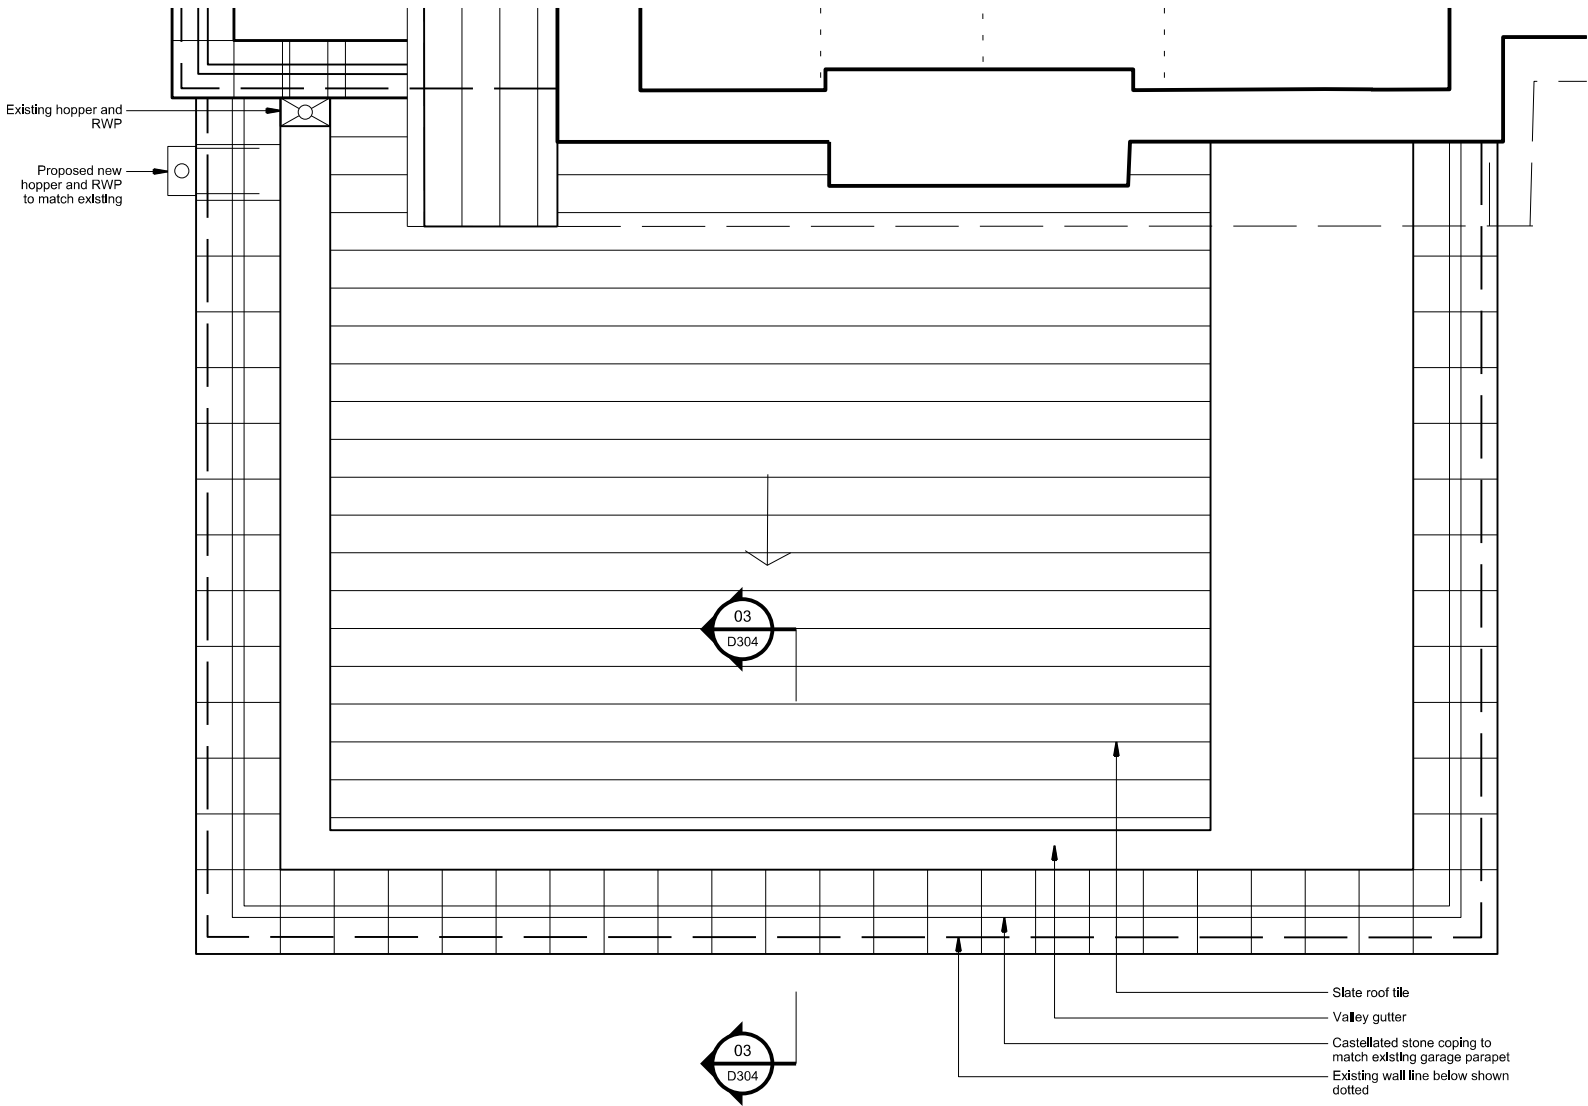 Existing hopper and
RWP
Proposed new
hopper and RWP
to match existing
03
D304
Slate roof tile
Valley gutter
Castellated stone coping to
match existing garage parapet
Existing wall line below shown
dotted
03
D304